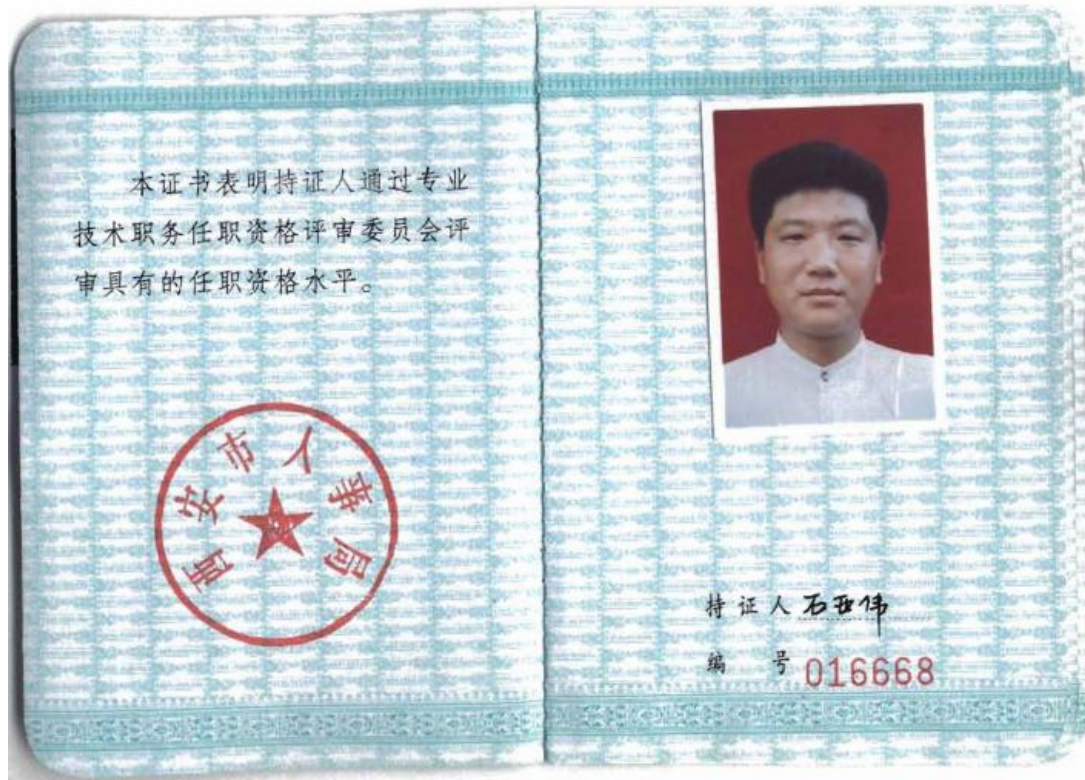 本证书表明持证人通过专业
技术职务任职资格评审委员会评
审具有的任职资格水平。
西安市人事局
持证人 石亚伟
编 号 016668